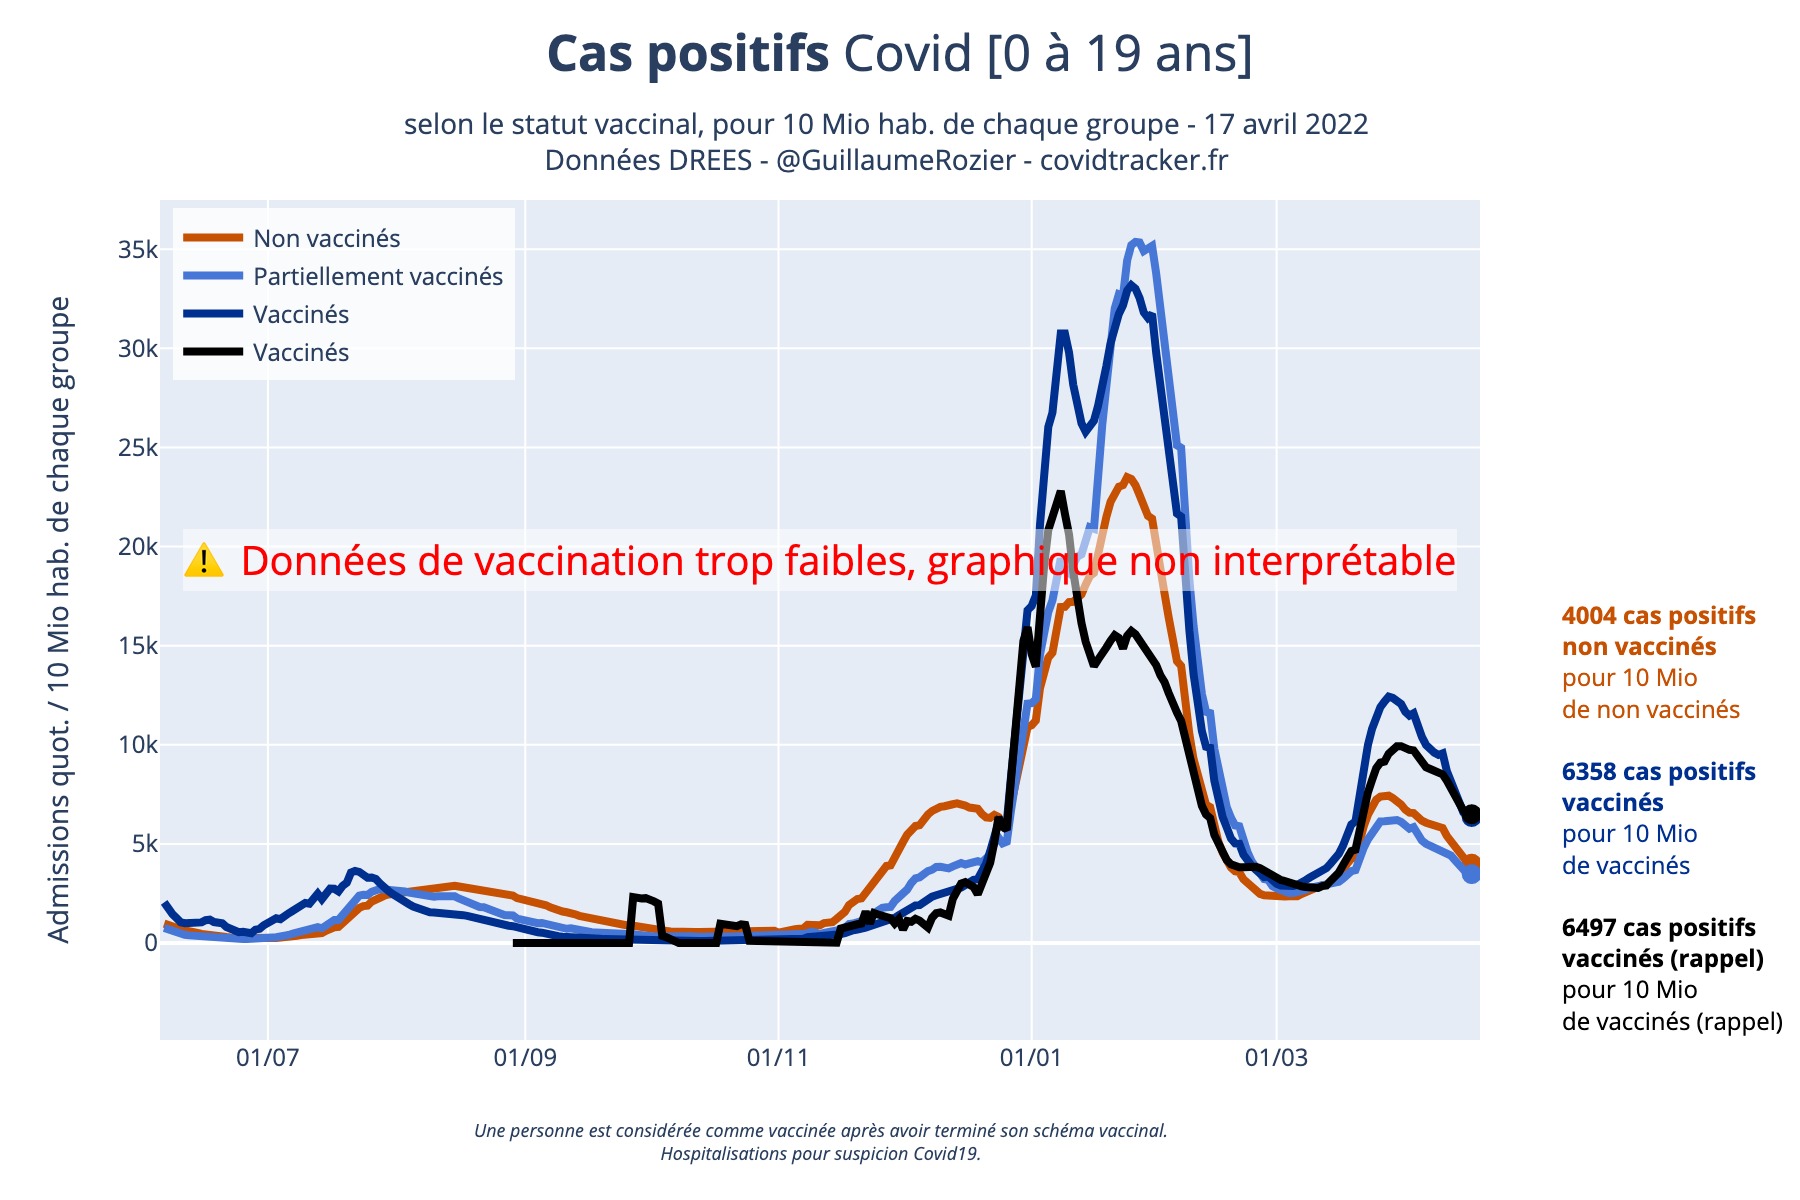 Cas positifs Covid [0 à 19 ans]
selon le statut vaccinal, pour 10 Mio hab. de chaque groupe - 17 avril 2022
Données DREES - @GuillaumeRozier - covidtracker.fr
Admissions quot. / 10 Mio hab. de chaque groupe
35k
30k
25k
20k
15k
10k
5k
0
Non vaccinés
Partiellement vaccinés
Vaccinés
Vaccinés
⚠️ Données de vaccination trop faibles, graphique non interprétable
4004 cas positifs
non vaccinés
pour 10 Mio
de non vaccinés
6358 cas positifs
vaccinés
pour 10 Mio
de vaccinés
6497 cas positifs
vaccinés (rappel)
pour 10 Mio
de vaccinés (rappel)
01/07
01/09
01/11
01/01
01/03
Une personne est considérée comme vaccinée après avoir terminé son schéma vaccinal.
Hospitalisations pour suspicion Covid19.